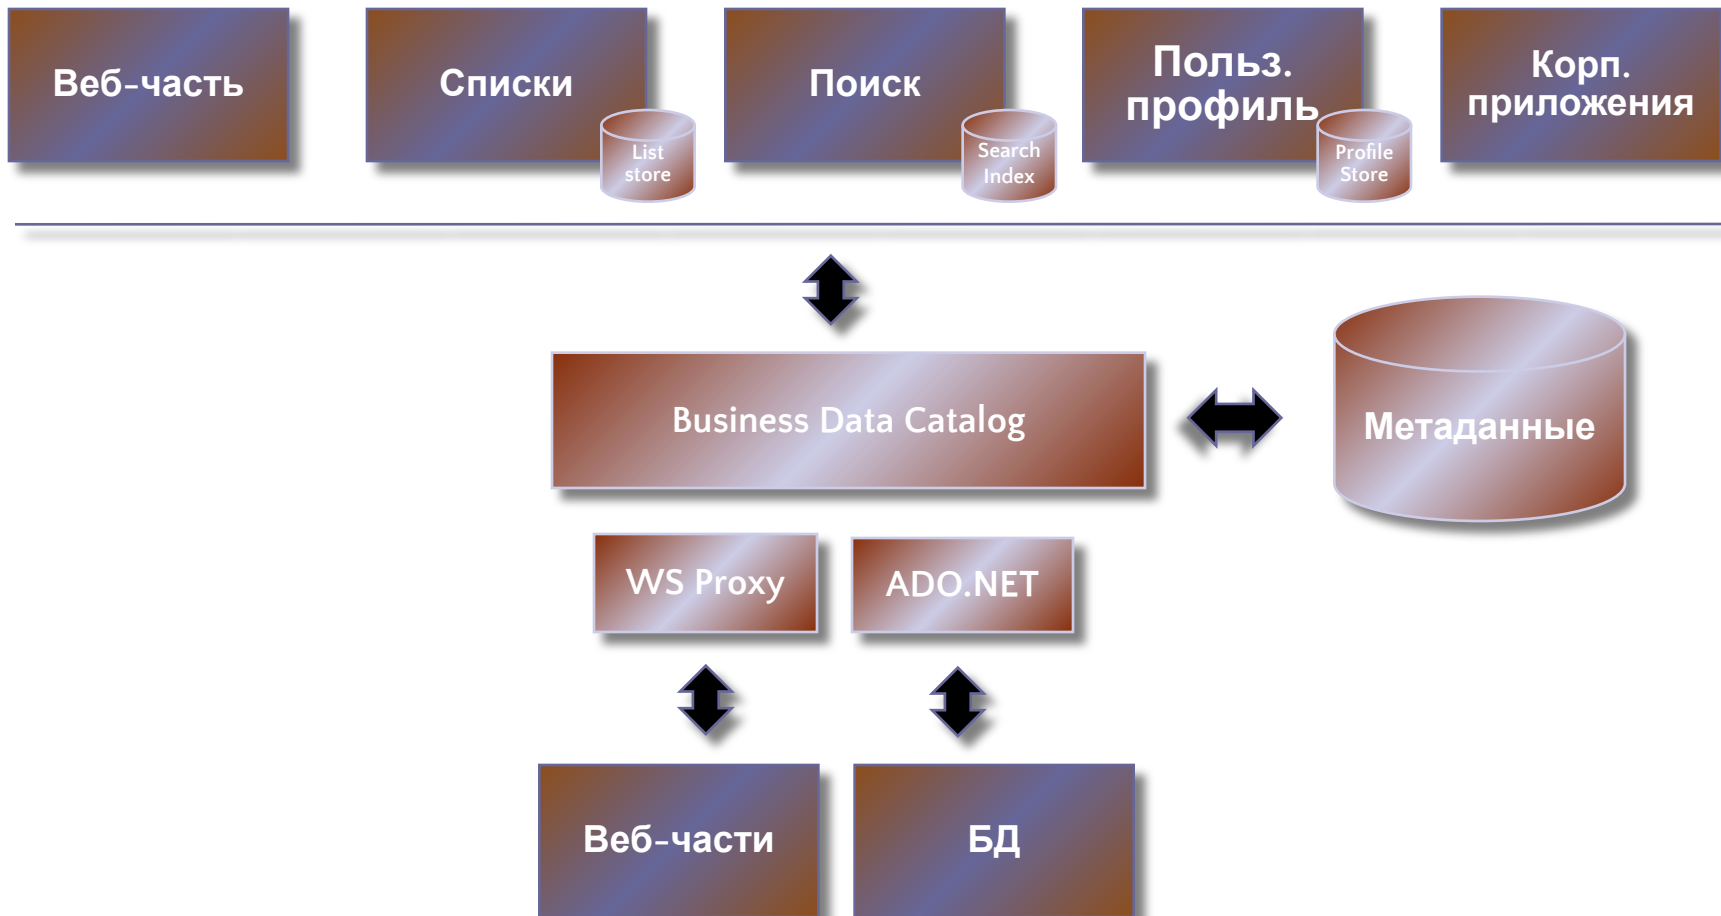 Веб-часть
Списки
List
store
Поиск
Search
Index
Польз.
профиль
Profile
Store
Корп.
приложения
Business Data Catalog
Метаданные
WS Proxy
ADO.NET
Веб-части
БД